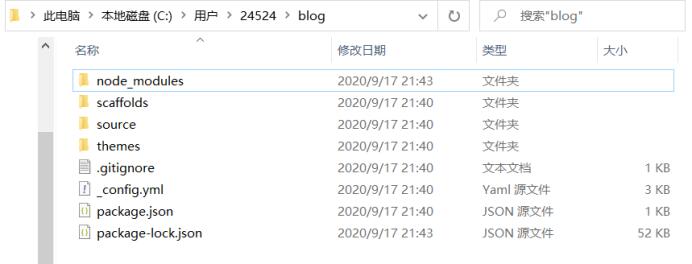 此电脑 > 本地磁盘 (C:) > 用户 > 24524 > blog 搜索"blog"
名称 修改日期 类型 大小
node_modules 2020/9/17 21:43 文件夹
scaffolds 2020/9/17 21:40 文件夹
source 2020/9/17 21:40 文件夹
themes 2020/9/17 21:40 文件夹
.gitignore 2020/9/17 21:40 文本文档 1 KB
_config.yml 2020/9/17 21:40 Yaml 源文件 3 KB
package.json 2020/9/17 21:40 JSON 源文件 1 KB
package-lock.json 2020/9/17 21:43 JSON 源文件 52 KB